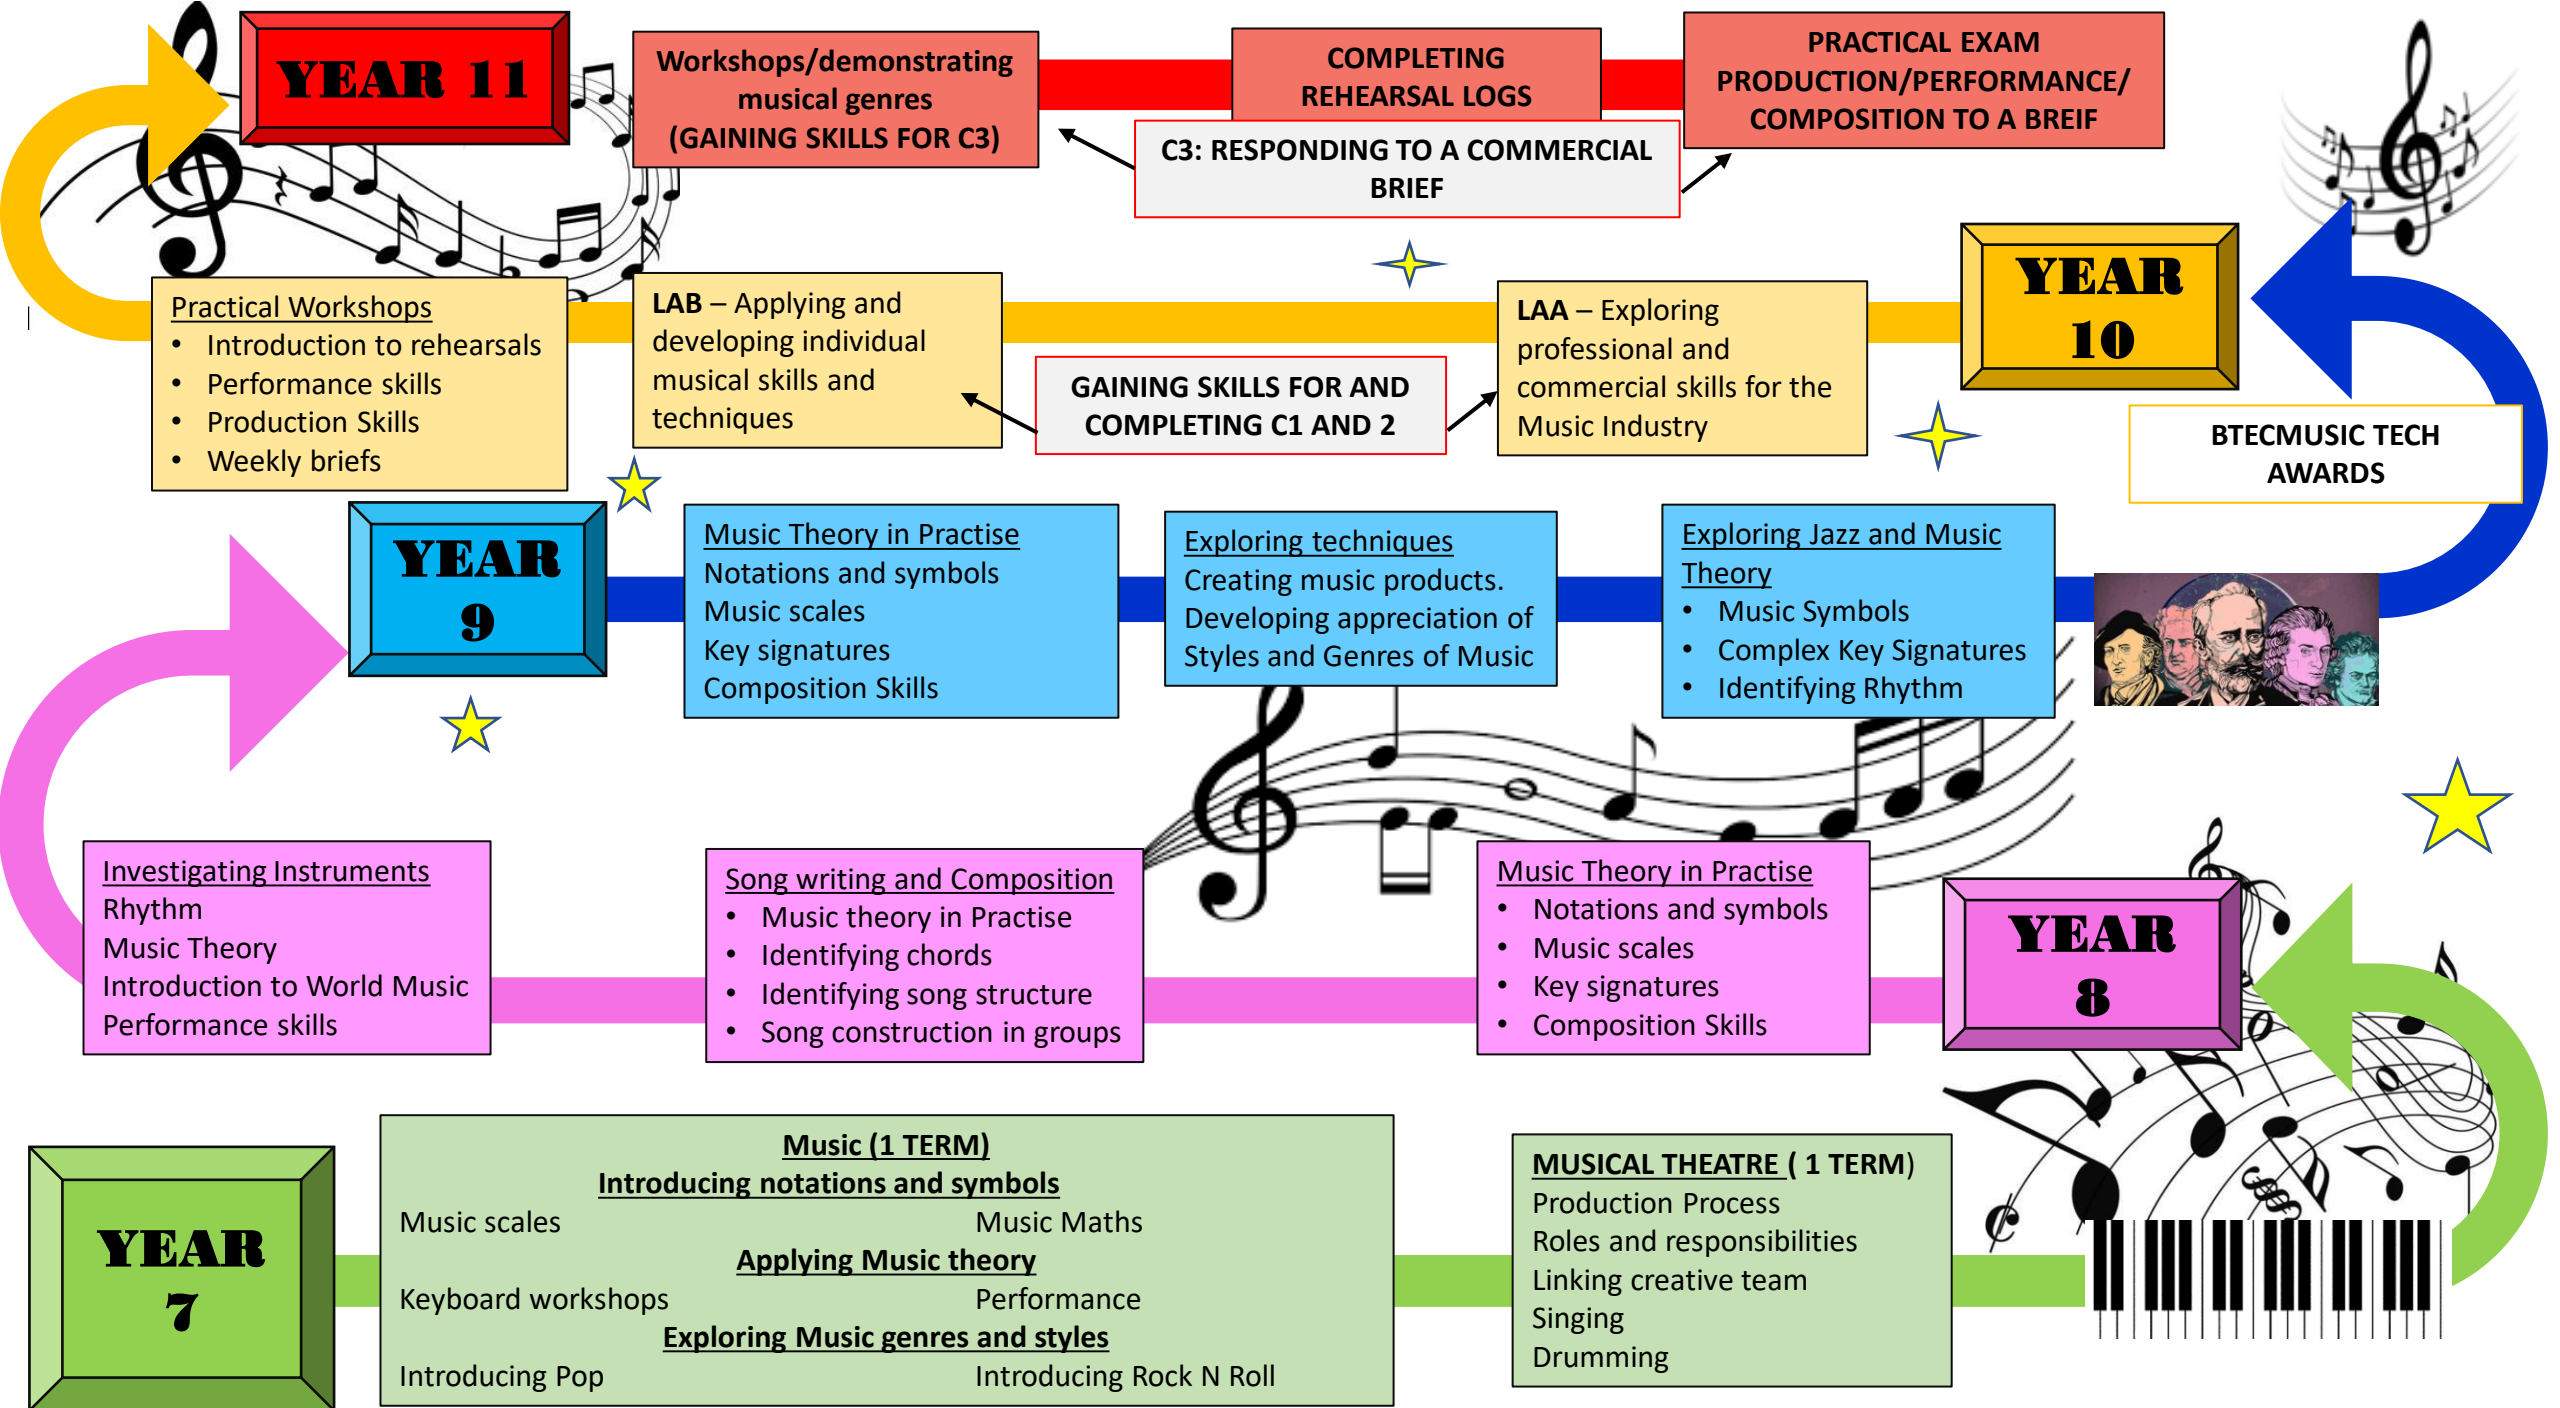 YEAR 11
Workshops/demonstrating
musical genres
(GAINING SKILLS FOR C3)
COMPLETING
REHEARSAL LOGS
PRACTICAL EXAM
PRODUCTION/PERFORMANCE/
COMPOSITION TO A BREIF
C3: RESPONDING TO A COMMERCIAL
BRIEF
Practical Workshops
• Introduction to rehearsals
• Performance skills
• Production Skills
• Weekly briefs
LAB – Applying and
developing individual
musical skills and
techniques
GAINING SKILLS FOR AND
COMPLETING C1 AND 2
LAA – Exploring
professional and
commercial skills for the
Music Industry
YEAR
10
BTECMUSIC TECH
AWARDS
YEAR
9
Music Theory in Practise
Notations and symbols
Music scales
Key signatures
Composition Skills
Exploring techniques
Creating music products.
Developing appreciation of
Styles and Genres of Music
Exploring Jazz and Music
Theory
• Music Symbols
• Complex Key Signatures
• Identifying Rhythm
Investigating Instruments
Rhythm
Music Theory
Introduction to World Music
Performance skills
Song writing and Composition
• Music theory in Practise
• Identifying chords
• Identifying song structure
• Song construction in groups
Music Theory in Practise
• Notations and symbols
• Music scales
• Key signatures
• Composition Skills
YEAR
8
YEAR
7
Music (1 TERM)
Introducing notations and symbols
Music scales Music Maths
Applying Music theory
Keyboard workshops Performance
Exploring Music genres and styles
Introducing Pop Introducing Rock N Roll
MUSICAL THEATRE ( 1 TERM)
Production Process
Roles and responsibilities
Linking creative team
Singing
Drumming